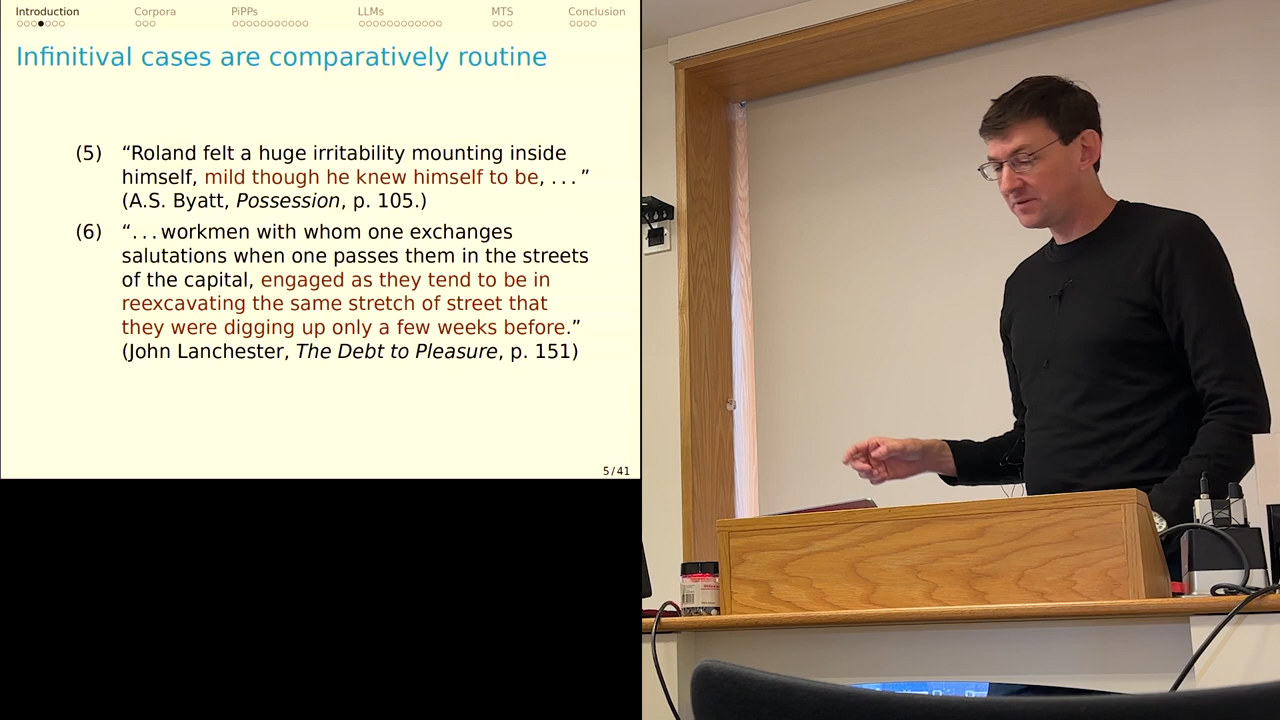 Introduction Corpora PiPPs LLMs MTS Conclusion
Infinitival cases are comparatively routine
(5) “Roland felt a huge irritability mounting inside
himself, mild though he knew himself to be, . . . ”
(A.S. Byatt, Possession, p. 105.)
(6) “. . . workmen with whom one exchanges
salutations when one passes them in the streets
of the capital, engaged as they tend to be in
reexcavating the same stretch of street that
they were digging up only a few weeks before.”
(John Lanchester, The Debt to Pleasure, p. 151)
5 / 41